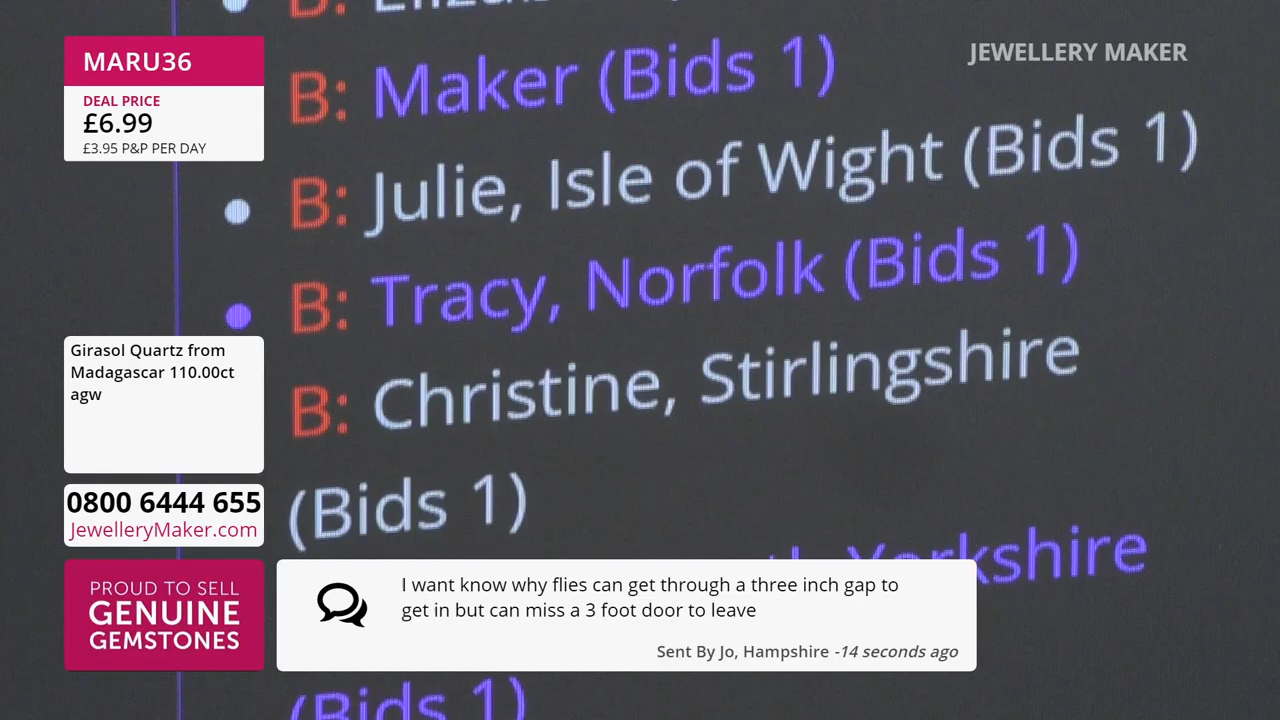 MARU36
DEAL PRICE
£6.99
£3.95 P&P PER DAY
JEWELLERY MAKER
B:
B: Maker (Bids 1)
B: Julie, Isle of Wight (Bids 1)
B: Tracy, Norfolk (Bids 1)
B: Christine, Stirlingshire
(Bids 1)
Yorkshire
(Bids 1)
Girasol Quartz from
Madagascar 110.00ct
agw
0800 6444 655
JewelleryMaker.com
PROUD TO SELL
GENUINE
GEMSTONES
I want know why flies can get through a three inch gap to
get in but can miss a 3 foot door to leave
Sent By Jo, Hampshire -14 seconds ago